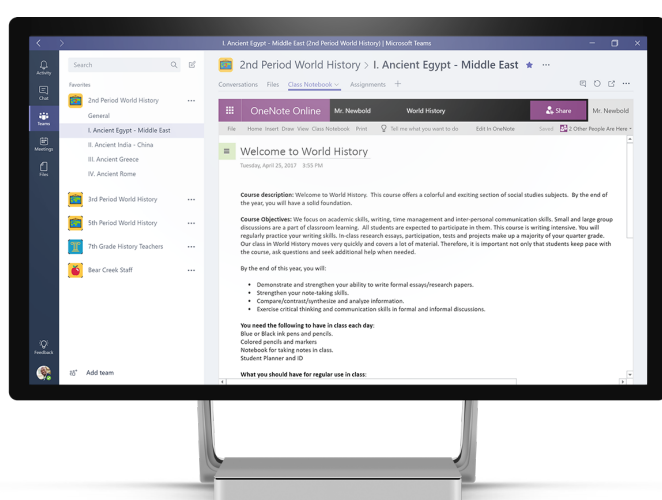 I. Ancient Egypt - Middle East (2nd Period World History) | Microsoft Teams
Activity
Chat
Teams
Meetings
Files
Feedback
Search
Favorites
2nd Period World History
General
I. Ancient Egypt - Middle East
II. Ancient India - China
III. Ancient Greece
IV. Ancient Rome
3rd Period World History
5th Period World History
7th Grade History Teachers
Bear Creek Staff
Add team
2nd Period World History > I. Ancient Egypt - Middle East
Conversations Files Class Notebook Assignments +
OneNote Online Mr. Newbold World History Share Mr. Newbold
File Home Insert Draw View Class Notebook Print Tell me what you want to do Edit In OneNote Saved 2 Other People Are Here
Welcome to World History
Tuesday, April 25, 2017 3:55 PM
Course description: Welcome to World History. This course offers a colorful and exciting section of social studies subjects. By the end of
the year, you will have a solid foundation.
Course Objectives: We focus on academic skills, writing, time management and inter-personal communication skills. Small and large group
discussions are a part of classroom learning. All students are expected to participate in them. This course is writing intensive. You will
regularly practice your writing skills. In-class research essays, participation, tests and projects make up a majority of your quarter grade.
Our class in World History moves very quickly and covers a lot of material. Therefore, it is important not only that students keep pace with
the course, ask questions and seek additional help when needed.
By the end of this year, you will:
• Demonstrate and strengthen your ability to write formal essays/research papers.
• Strengthen your note-taking skills.
• Compare/contrast/synthesize and analyze information.
• Exercise critical thinking and communication skills in formal and informal discussions.
You need the following to have in class each day:
Blue or Black ink pens and pencils.
Colored pencils and markers
Notebook for taking notes in class.
Student Planner and ID
What you should have for regular use in class: